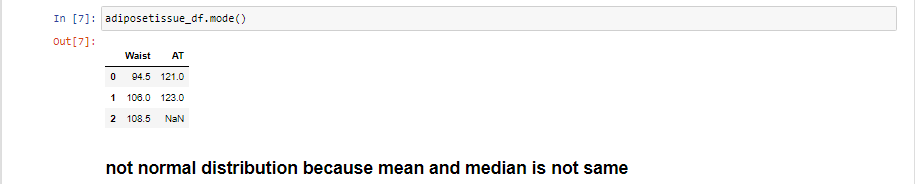 In [7]: adiposetissue_df.mode()
Out[7]:
Waist AT
0 94.5 121.0
1 106.0 123.0
2 108.5 NaN
not normal distribution because mean and median is not same